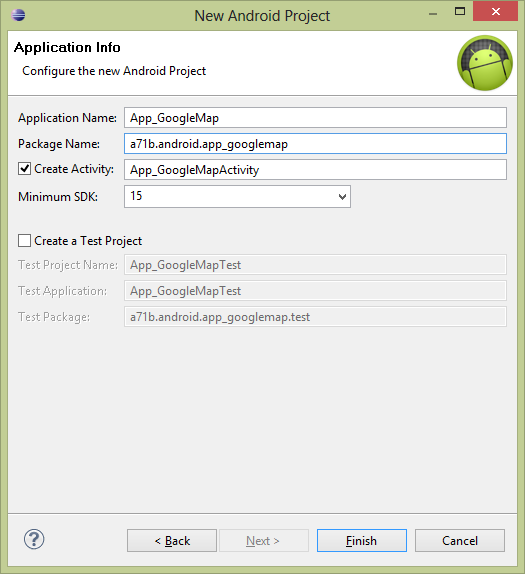 New Android Project
Application Info
Configure the new Android Project
Application Name: App_GoogleMap
Package Name: a71b.android.app_googlemap
Create Activity: App_GoogleMapActivity
Minimum SDK: 15
Create a Test Project
Test Project Name: App_GoogleMapTest
Test Application: App_GoogleMapTest
Test Package: a71b.android.app_googlemap.test
? < Back Next > Finish Cancel